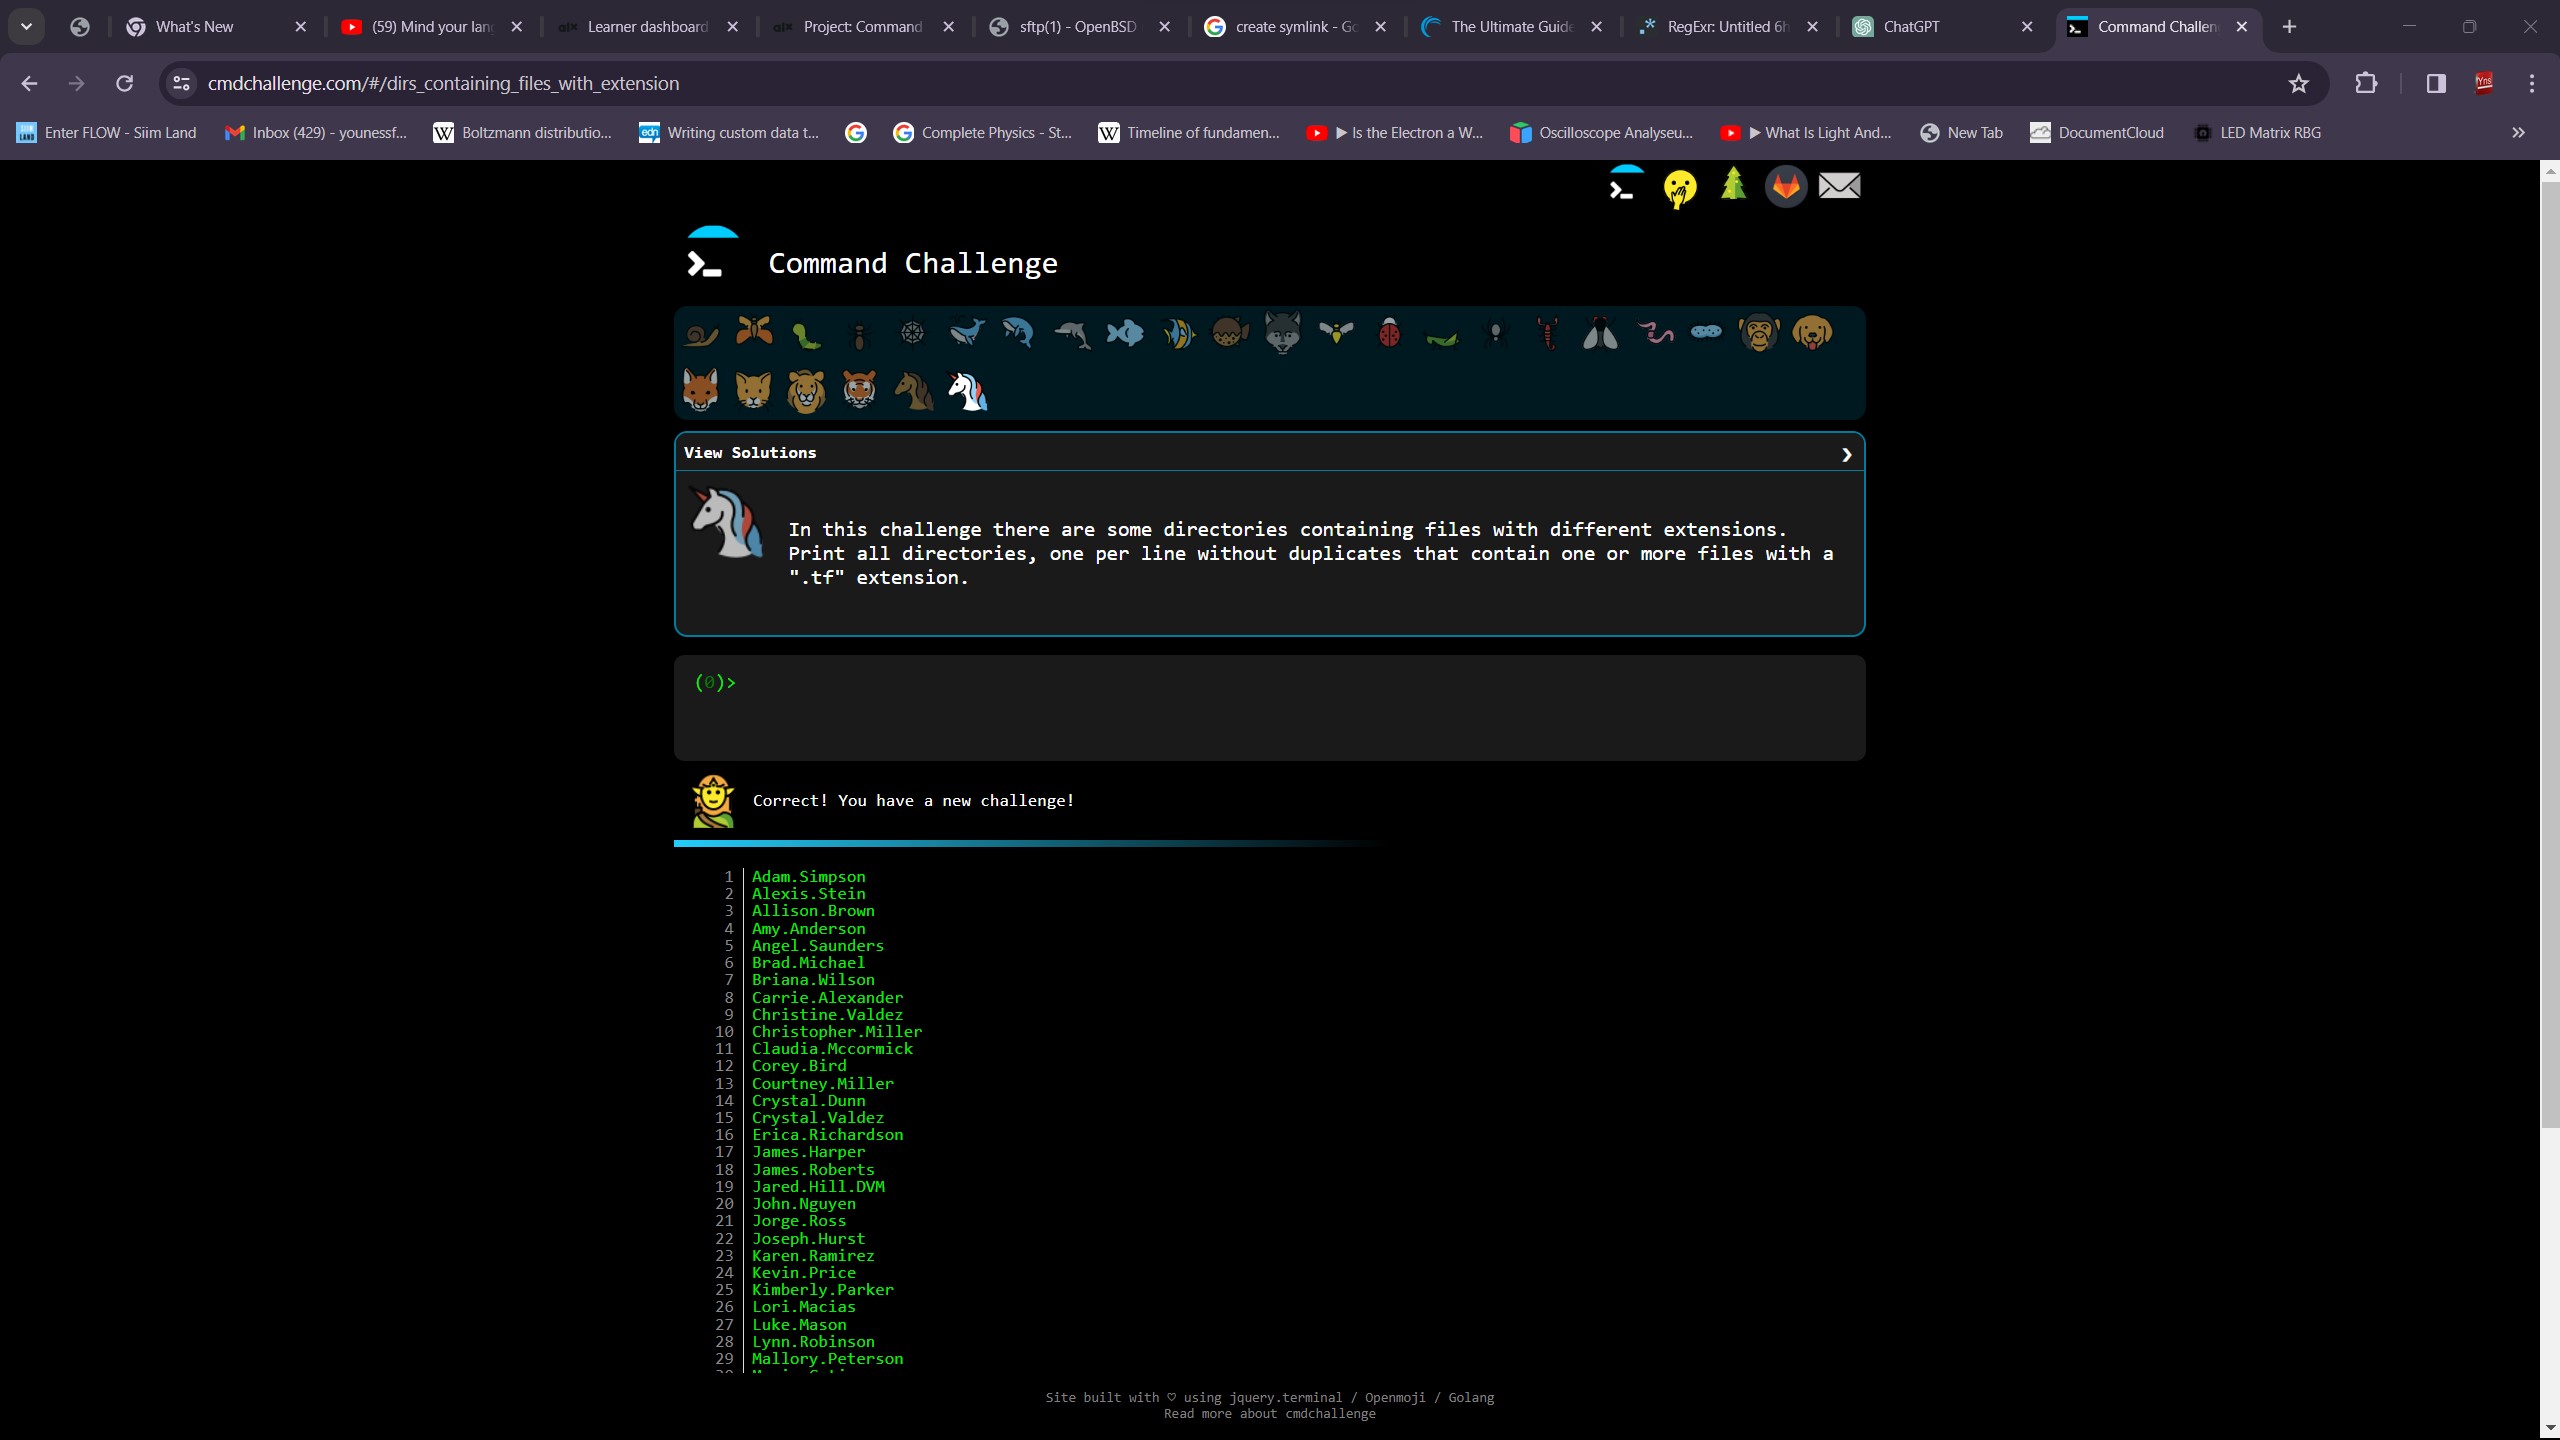 What's New
(59) Mind your lang
Learner dashboard
Project: Command
sftp(1) - OpenBSD
create symlink - Go
The Ultimate Guide
RegExr: Untitled 6h
ChatGPT
Command Challen
cmdchallenge.com/#/dirs_containing_files_with_extension
Enter FLOW - Siim Land
Inbox (429) - younessf...
Boltzmann distributio...
Writing custom data t...
Complete Physics - St...
Timeline of fundamen...
▶ Is the Electron a W...
Oscilloscope Analyseu...
▶ What Is Light And...
New Tab
DocumentCloud
LED Matrix RBG
Command Challenge
View Solutions
In this challenge there are some directories containing files with different extensions.
Print all directories, one per line without duplicates that contain one or more files with a
".tf" extension.
(0)>
Correct! You have a new challenge!
1 Adam.Simpson
2 Alexis.Stein
3 Allison.Brown
4 Amy.Anderson
5 Angel.Saunders
6 Brad.Michael
7 Briana.Wilson
8 Carrie.Alexander
9 Christine.Valdez
10 Christopher.Miller
11 Claudia.Mccormick
12 Corey.Bird
13 Courtney.Miller
14 Crystal.Dunn
15 Crystal.Valdez
16 Erica.Richardson
17 James.Harper
18 James.Roberts
19 Jared.Hill.DVM
20 John.Nguyen
21 Jorge.Ross
22 Joseph.Hurst
23 Karen.Ramirez
24 Kevin.Price
25 Kimberly.Parker
26 Lori.Macias
27 Luke.Mason
28 Lynn.Robinson
29 Mallory.Peterson
Site built with ♡ using jquery.terminal / Openmoji / Golang
Read more about cmdchallenge